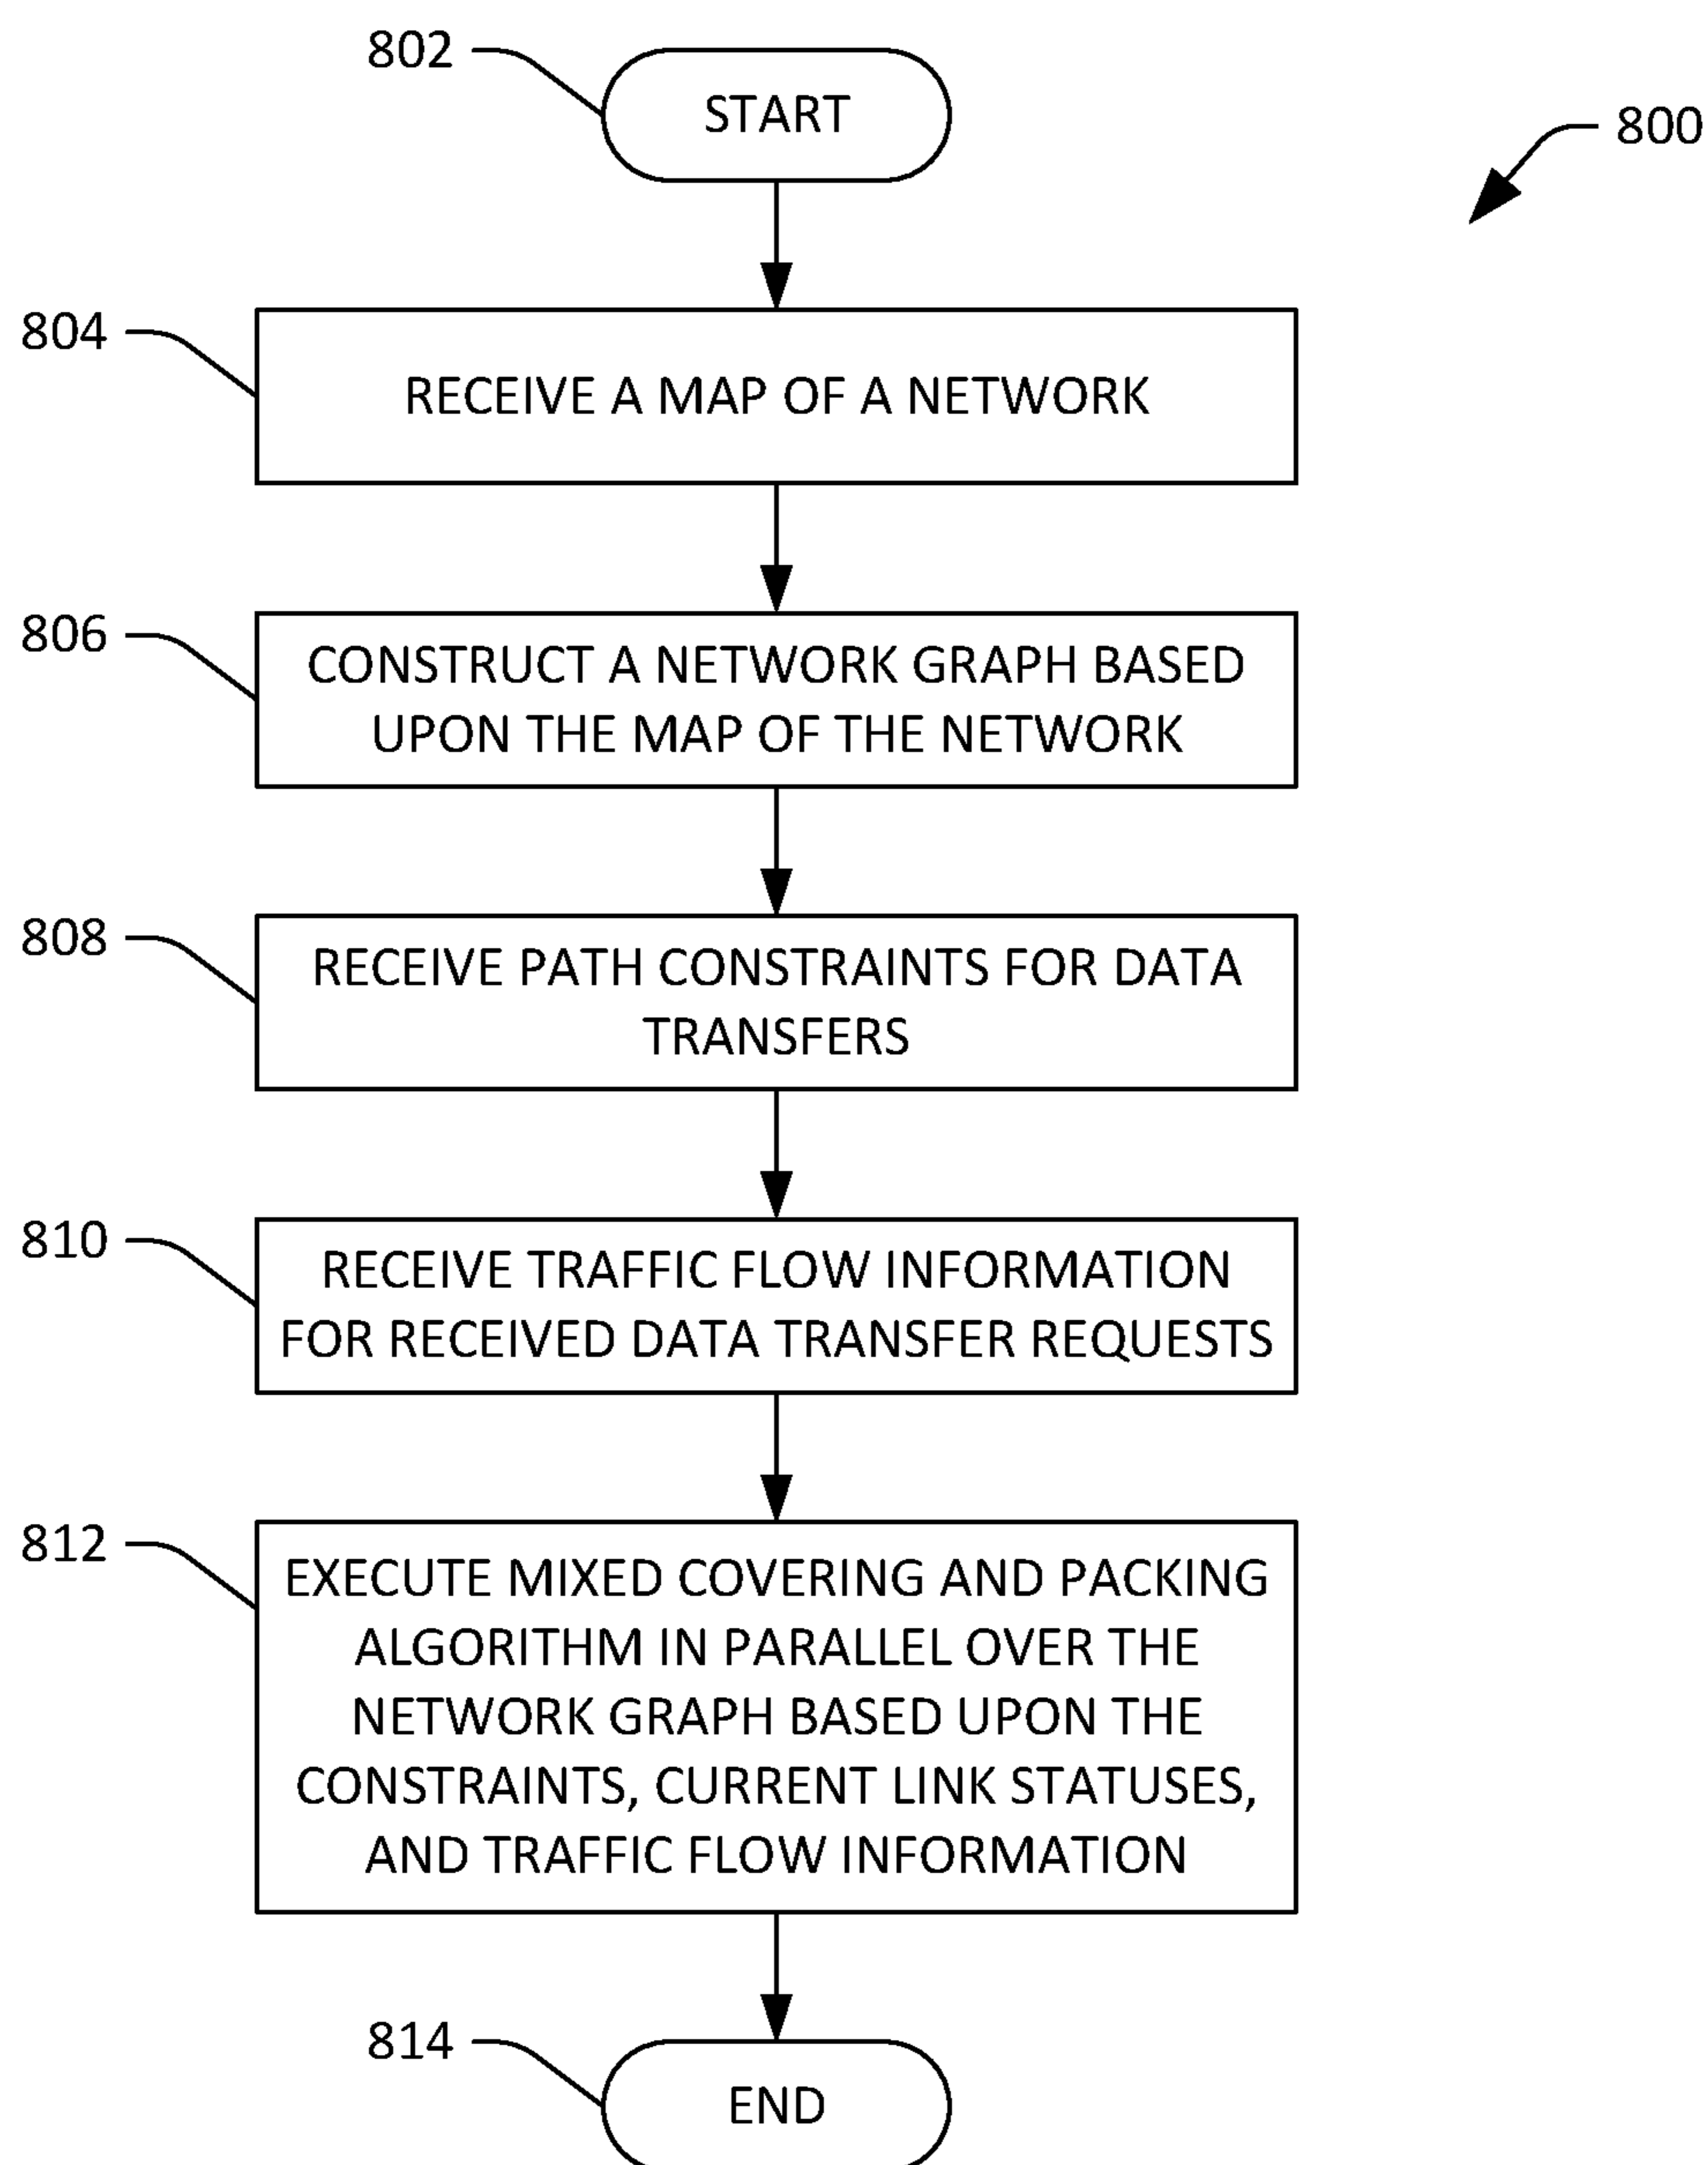 802
START
800
804
RECEIVE A MAP OF A NETWORK
806
CONSTRUCT A NETWORK GRAPH BASED
UPON THE MAP OF THE NETWORK
808
RECEIVE PATH CONSTRAINTS FOR DATA
TRANSFERS
810
RECEIVE TRAFFIC FLOW INFORMATION
FOR RECEIVED DATA TRANSFER REQUESTS
812
EXECUTE MIXED COVERING AND PACKING
ALGORITHM IN PARALLEL OVER THE
NETWORK GRAPH BASED UPON THE
CONSTRAINTS, CURRENT LINK STATUSES,
AND TRAFFIC FLOW INFORMATION
814
END